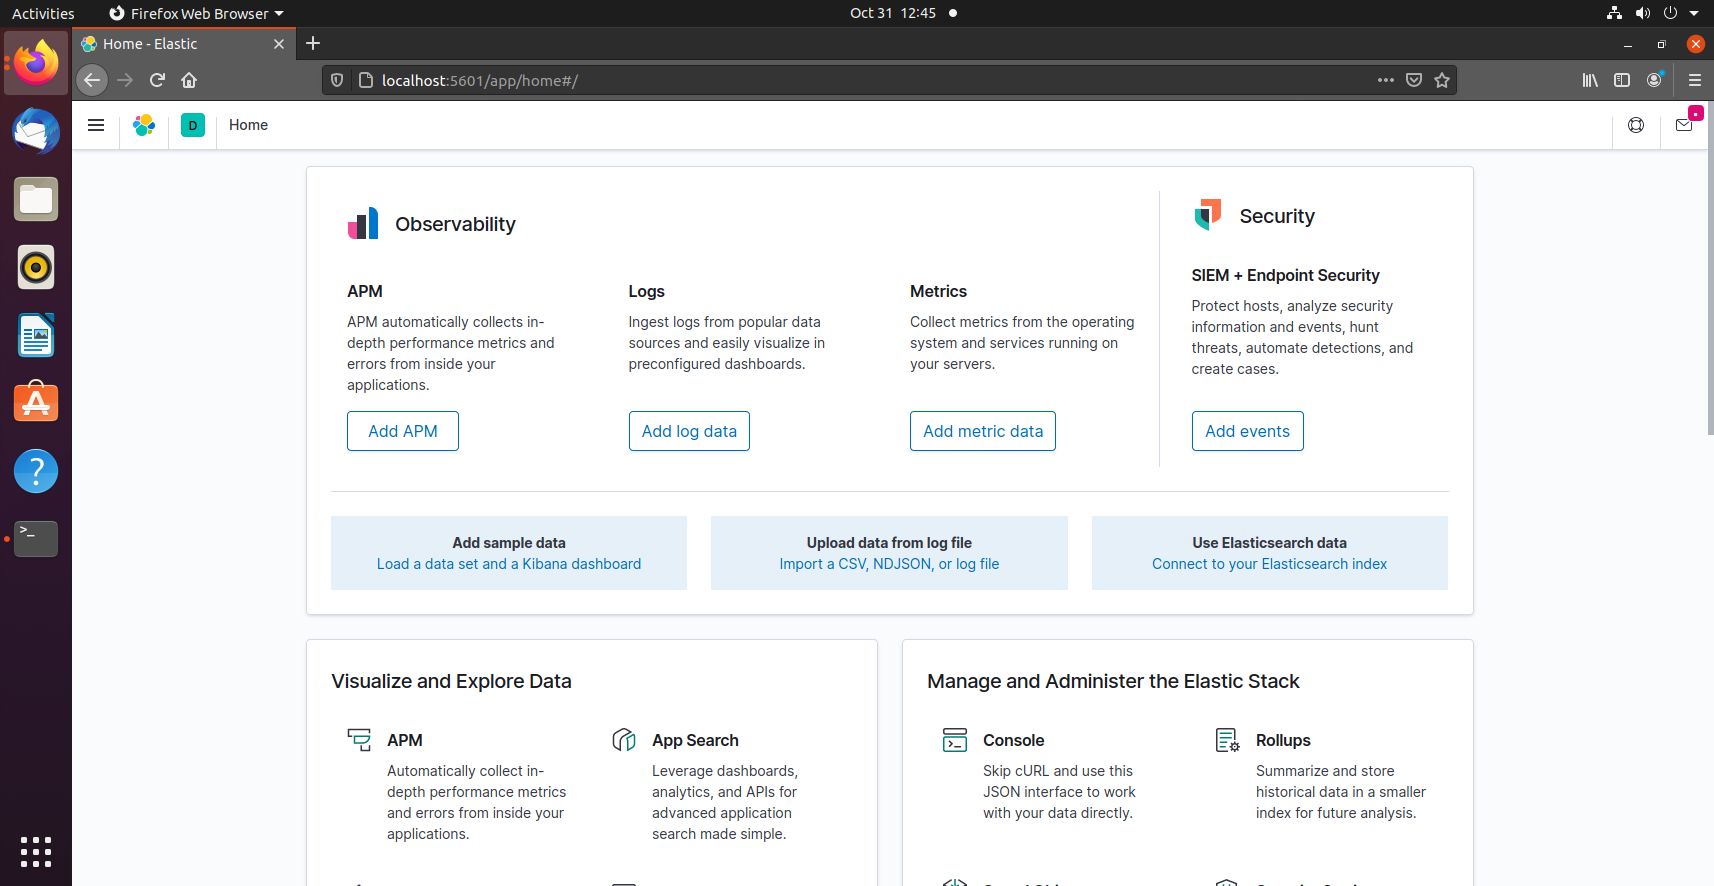 Activities
Firefox Web Browser
Oct 31 12:45
Home - Elastic
localhost:5601/app/home#/
D
Home
Observability
APM
APM automatically collects in-
depth performance metrics and
errors from inside your
applications.
Add APM
Logs
Ingest logs from popular data
sources and easily visualize in
preconfigured dashboards.
Add log data
Metrics
Collect metrics from the operating
system and services running on
your servers.
Add metric data
Security
SIEM + Endpoint Security
Protect hosts, analyze security
information and events, hunt
threats, automate detections, and
create cases.
Add events
Add sample data
Load a data set and a Kibana dashboard
Upload data from log file
Import a CSV, NDJSON, or log file
Use Elasticsearch data
Connect to your Elasticsearch index
Visualize and Explore Data
APM
Automatically collect in-
depth performance metrics
and errors from inside your
applications.
App Search
Leverage dashboards,
analytics, and APIs for
advanced application
search made simple.
Manage and Administer the Elastic Stack
Console
Skip cURL and use this
JSON interface to work
with your data directly.
Rollups
Summarize and store
historical data in a smaller
index for future analysis.